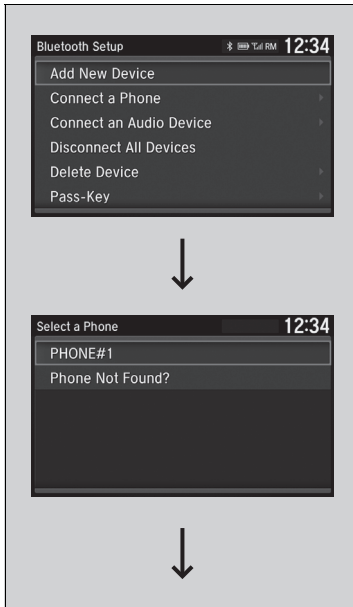 Bluetooth Setup RM 12:34
Add New Device
Connect a Phone
Connect an Audio Device
Disconnect All Devices
Delete Device
Pass-Key
Select a Phone 12:34
PHONE#1
Phone Not Found?